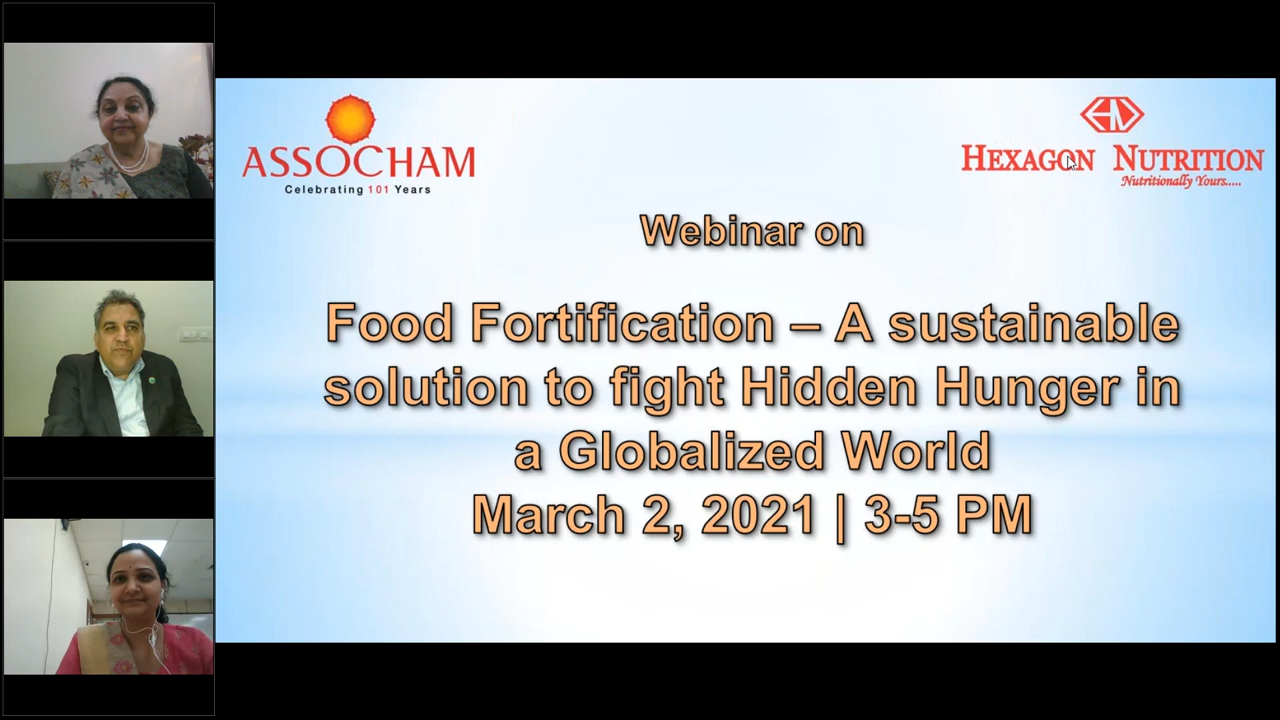 ASSOCHAM
Celebrating 101 Years
HEXAGON NUTRITION
Nutritionally Yours.....
Webinar on
Food Fortification – A sustainable
solution to fight Hidden Hunger in
a Globalized World
March 2, 2021 | 3-5 PM